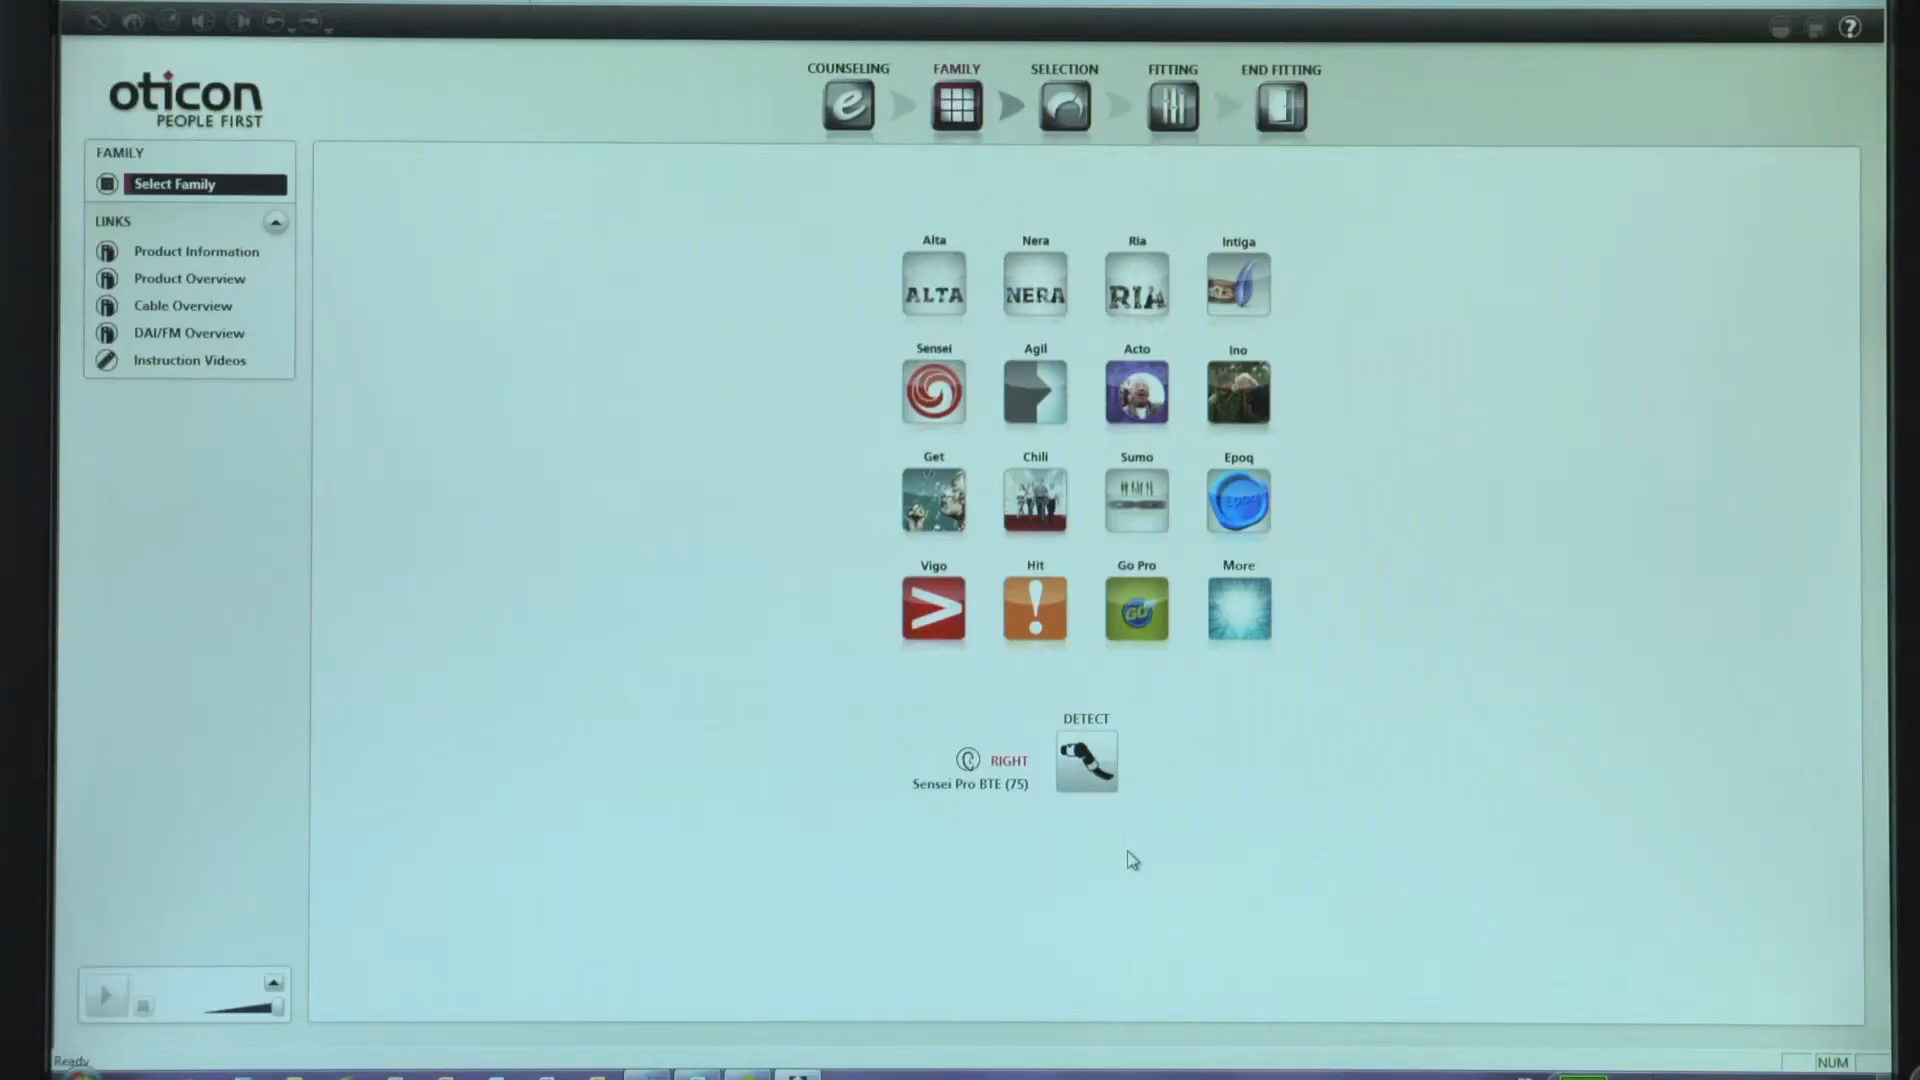 oticon
PEOPLE FIRST
COUNSELING FAMILY SELECTION FITTING END FITTING
FAMILY
Select Family
LINKS
Product Information
Product Overview
Cable Overview
DAI/FM Overview
Instruction Videos
Alta Nera Ria Intiga
ALTA NERA RIA
Sensei Agil Acto Ino
Get Chili Sumo Epoq
Epoq
Vigo Hit Go Pro More
GO
DETECT
RIGHT
Sensei Pro BTE (75)
Ready
NUM